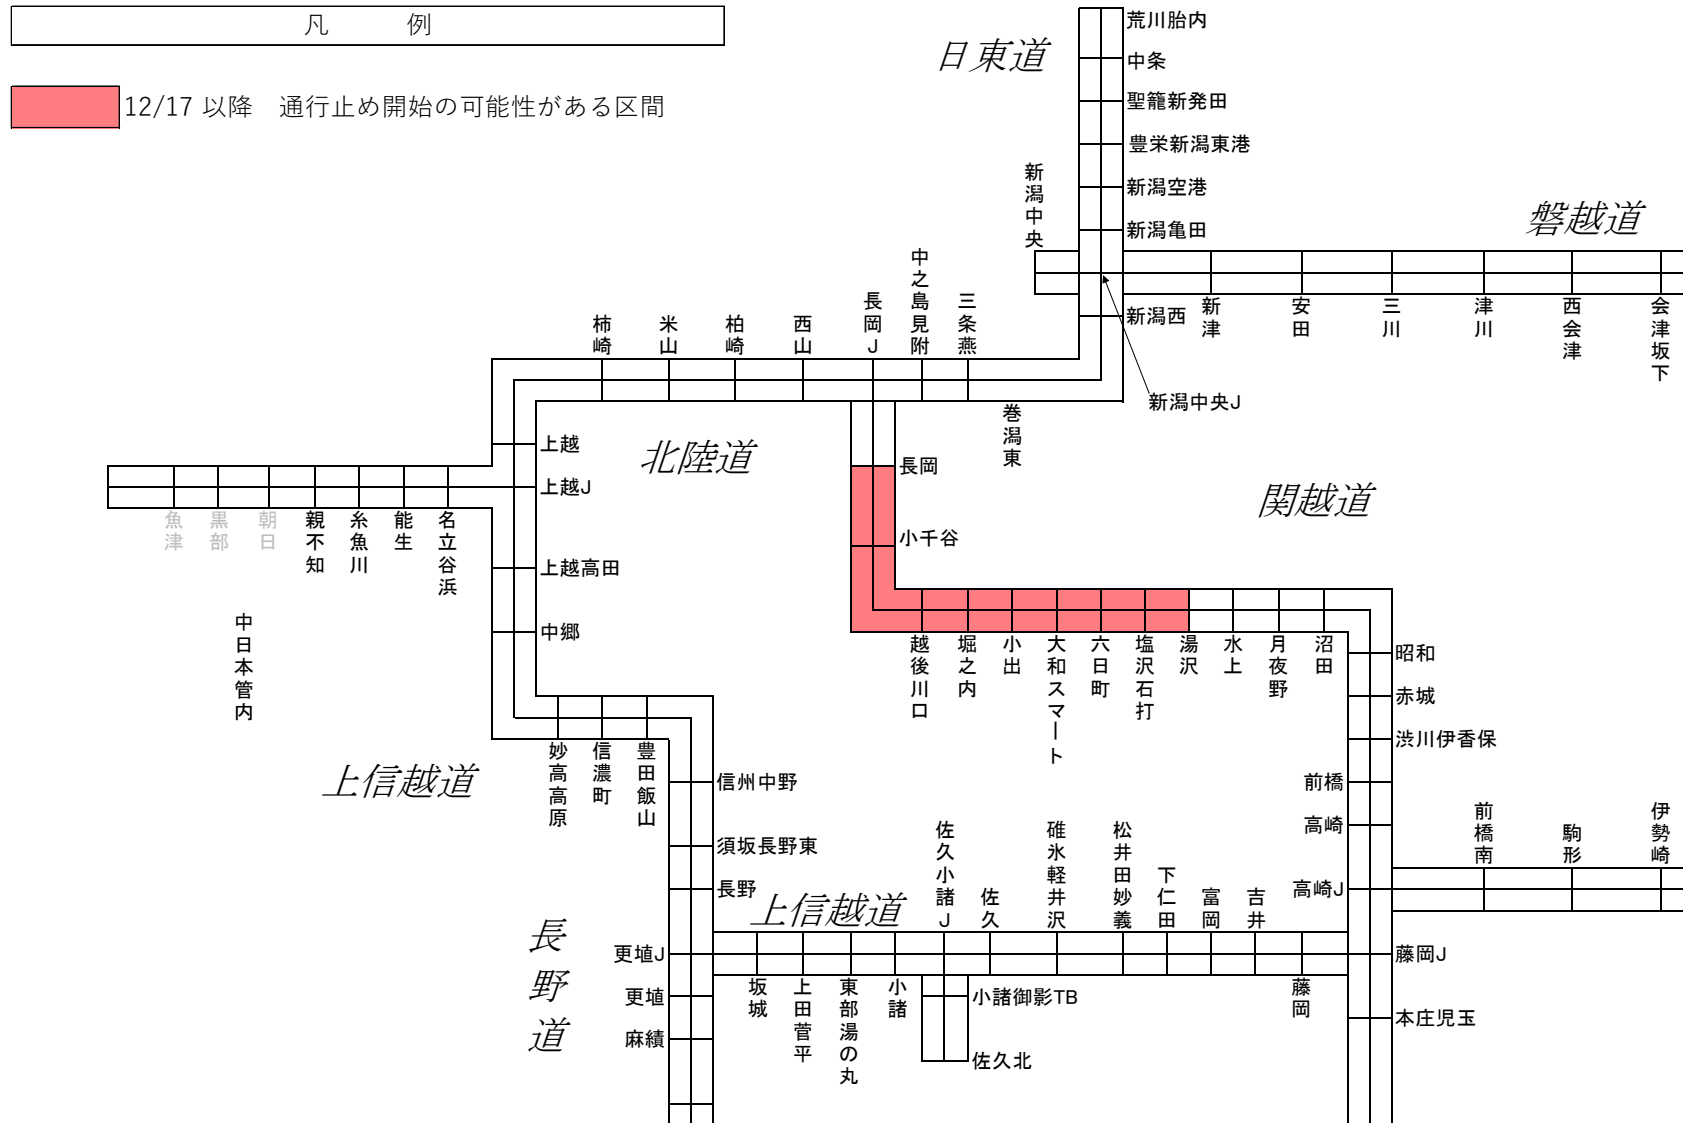 凡　例
12/17 以降　通行止め開始の可能性がある区間
日東道
荒川胎内
中条
聖籠新発田
豊栄新潟東港
新潟空港
新潟亀田
新潟中央
磐越道
新潟西
新津
安田
三川
津川
西会津
会津坂下
新潟中央J
柿崎
米山
柏崎
西山
長岡J
中之島見附
三条燕
巻潟東
北陸道
上越
上越J
上越高田
中郷
魚津
黒部
朝日
親不知
糸魚川
能生
名立谷浜
中日本管内
関越道
長岡
小千谷
越後川口
堀之内
小出
大和スマート
六日町
塩沢石打
湯沢
水上
月夜野
沼田
昭和
赤城
渋川伊香保
前橋
高崎
高崎J
前橋南
駒形
伊勢崎
藤岡J
本庄児玉
上信越道
妙高高原
信濃町
豊田飯山
信州中野
須坂長野東
長野
上信越道
長野道
更埴J
更埴
麻績
坂城
上田菅平
東部湯の丸
小諸
佐久小諸J
佐久
碓氷軽井沢
松井田妙義
下仁田
富岡
吉井
藤岡
小諸御影TB
佐久北